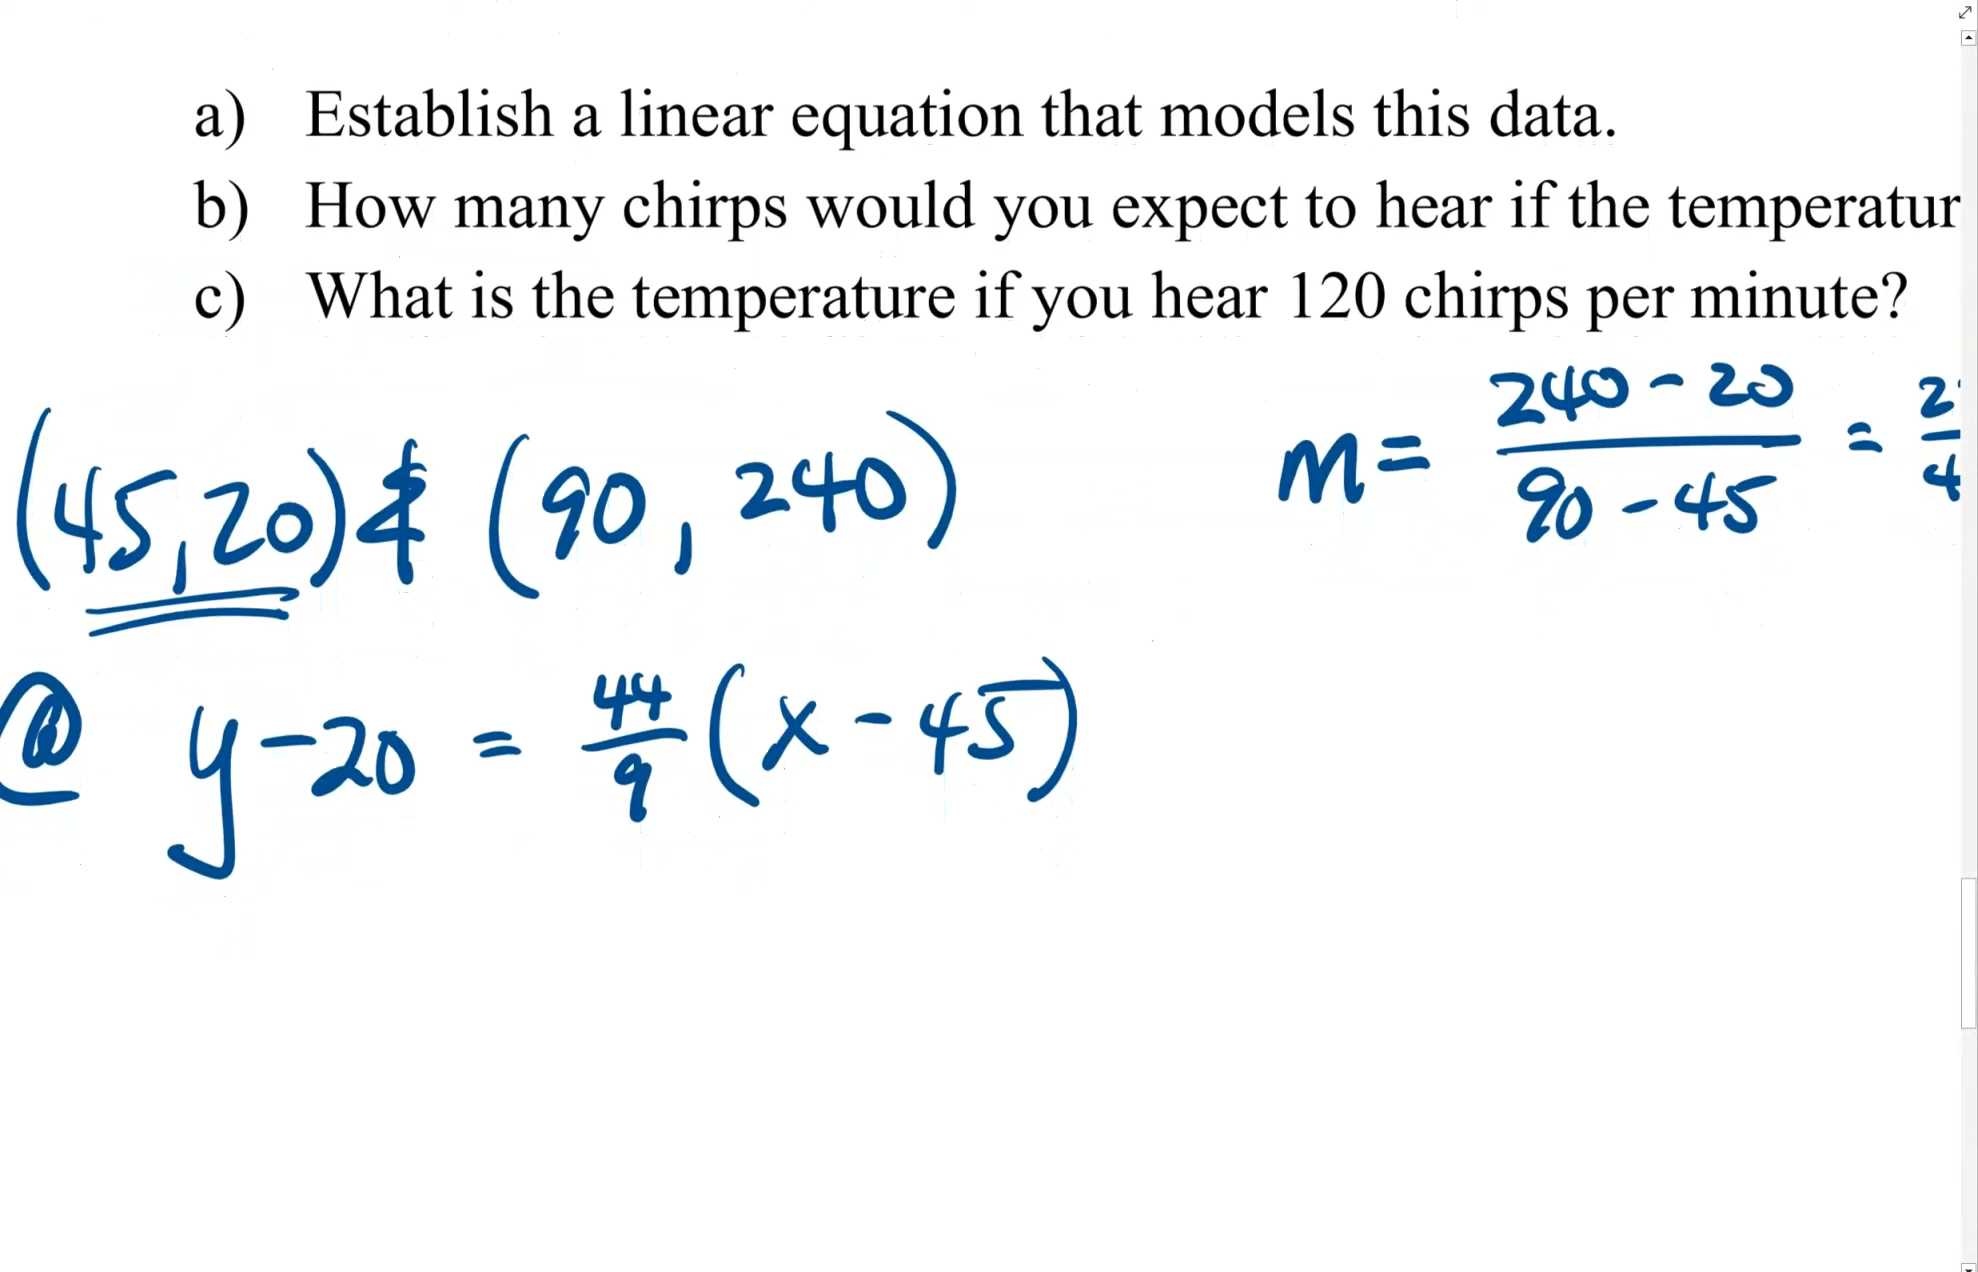 a) Establish a linear equation that models this data.
b) How many chirps would you expect to hear if the temperatur
c) What is the temperature if you hear 120 chirps per minute?
(45,20) & (90, 240)
m = (240 - 20)/(90 - 45) = 2/4
y - 20 = 44/9 (x - 45)